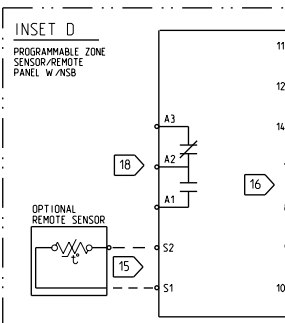 INSET D
PROGRAMMABLE ZONE
SENSOR/REMOTE
PANEL W/NSB
11
12
A3
14
18
A2
16
A1
OPTIONAL
REMOTE SENSOR
S2
t°
15
S1
10